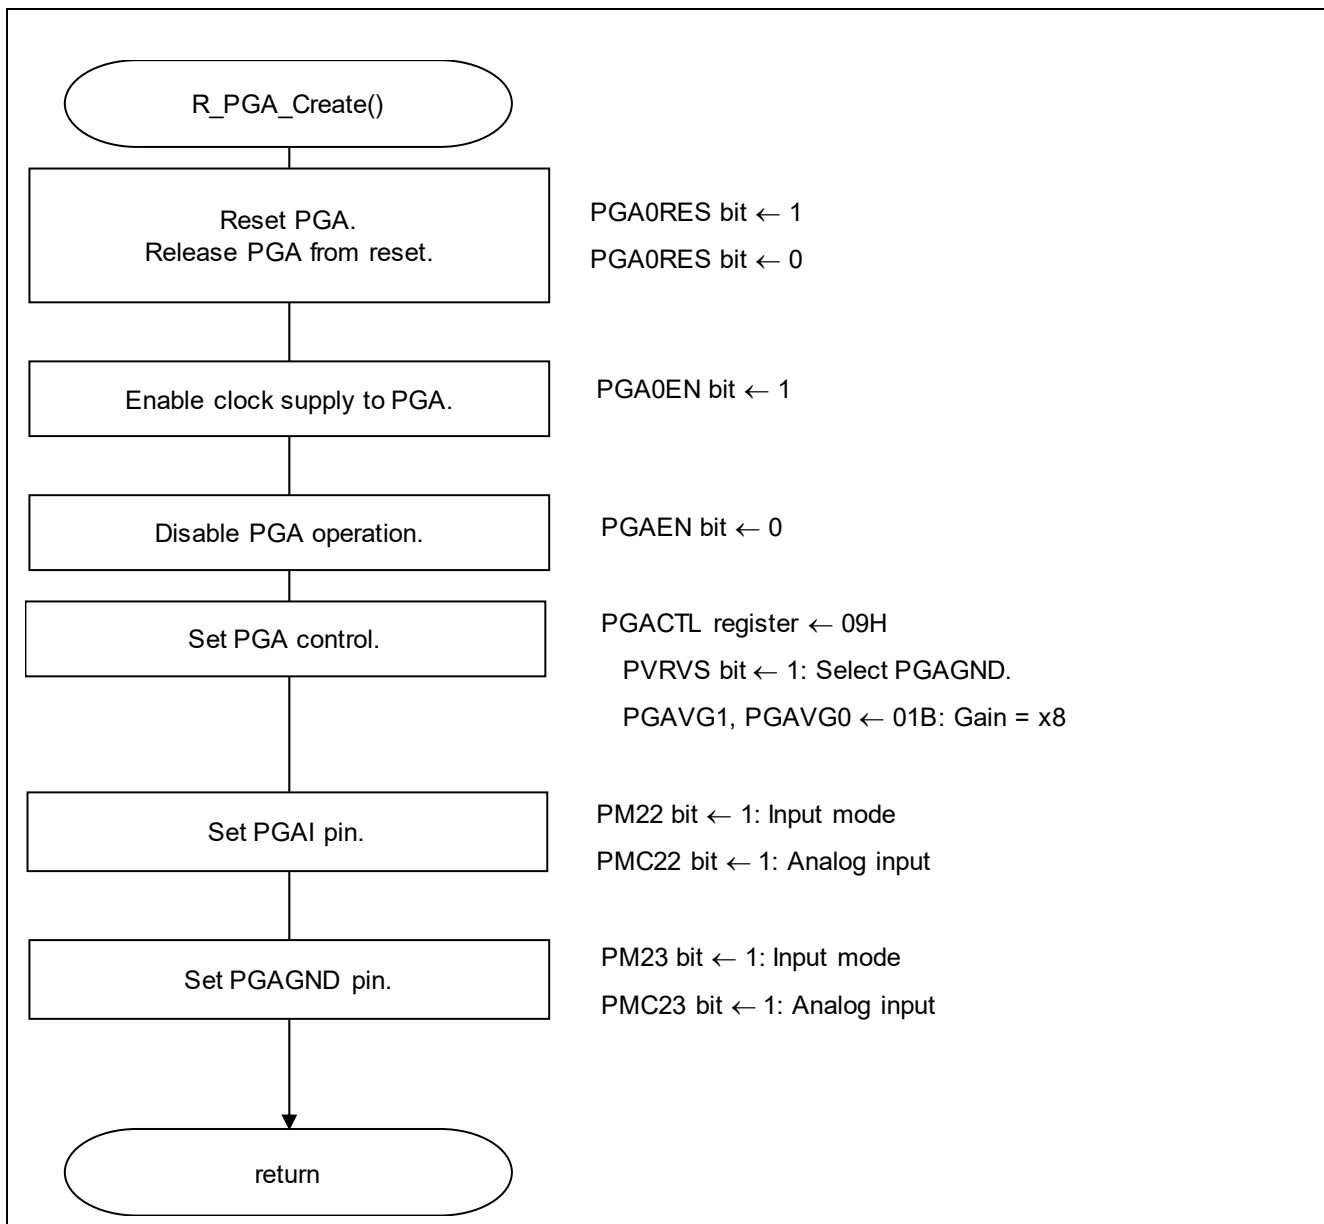 R_PGA_Create()
Reset PGA.
Release PGA from reset.
PGA0RES bit ← 1
PGA0RES bit ← 0
Enable clock supply to PGA.
PGA0EN bit ← 1
Disable PGA operation.
PGAEN bit ← 0
Set PGA control.
PGACTL register ← 09H
PVRVS bit ← 1: Select PGAGND.
PGAVG1, PGAVG0 ← 01B: Gain = x8
Set PGAI pin.
PM22 bit ← 1: Input mode
PMC22 bit ← 1: Analog input
Set PGAGND pin.
PM23 bit ← 1: Input mode
PMC23 bit ← 1: Analog input
return